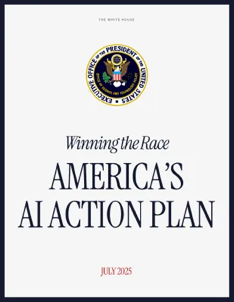 THE WHITE HOUSE
EXECUTIVE OFFICE OF THE PRESIDENT OF THE UNITED STATES
Winning the Race
AMERICA'S
AI ACTION PLAN
JULY 2025